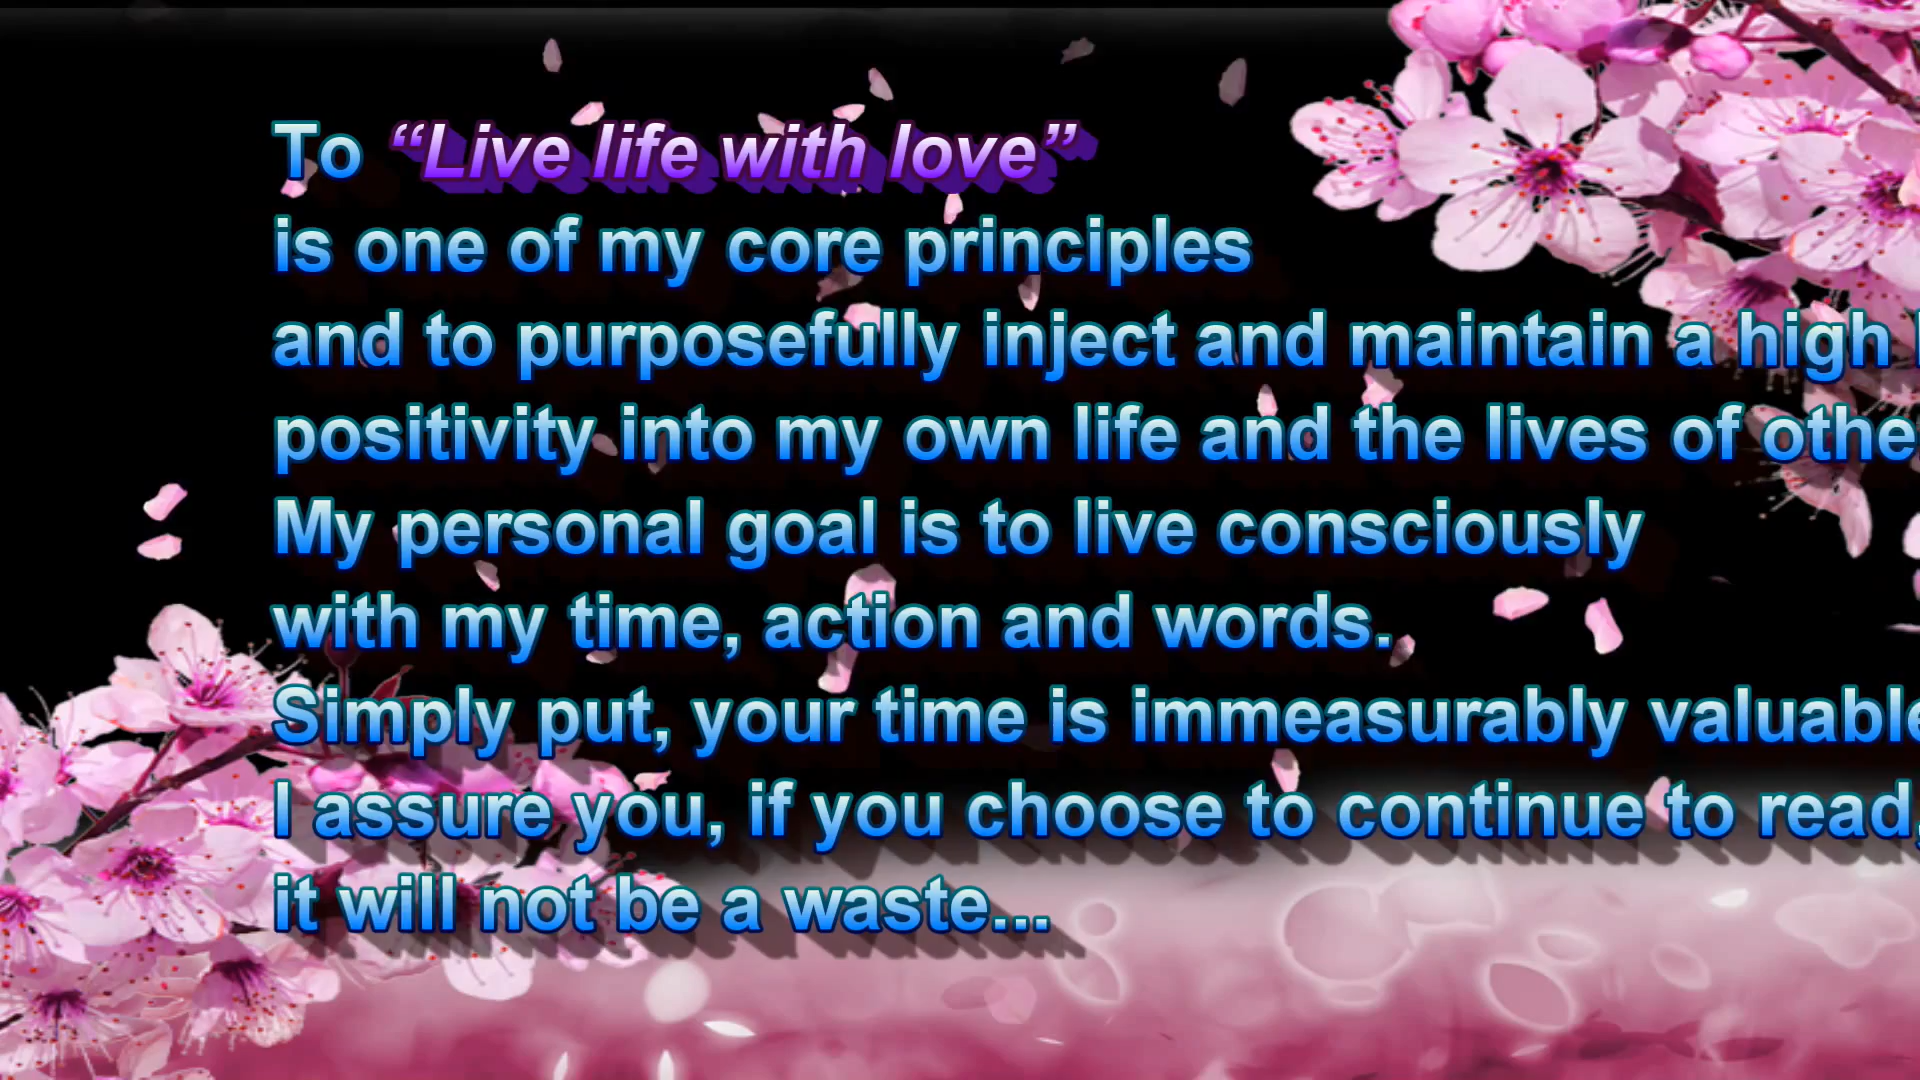 To “Live life with love”
is one of my core principles
and to purposefully inject and maintain a high
positivity into my own life and the lives of othe
My personal goal is to live consciously
with my time, action and words.
Simply put, your time is immeasurably valuable
I assure you, if you choose to continue to read,
it will not be a waste...